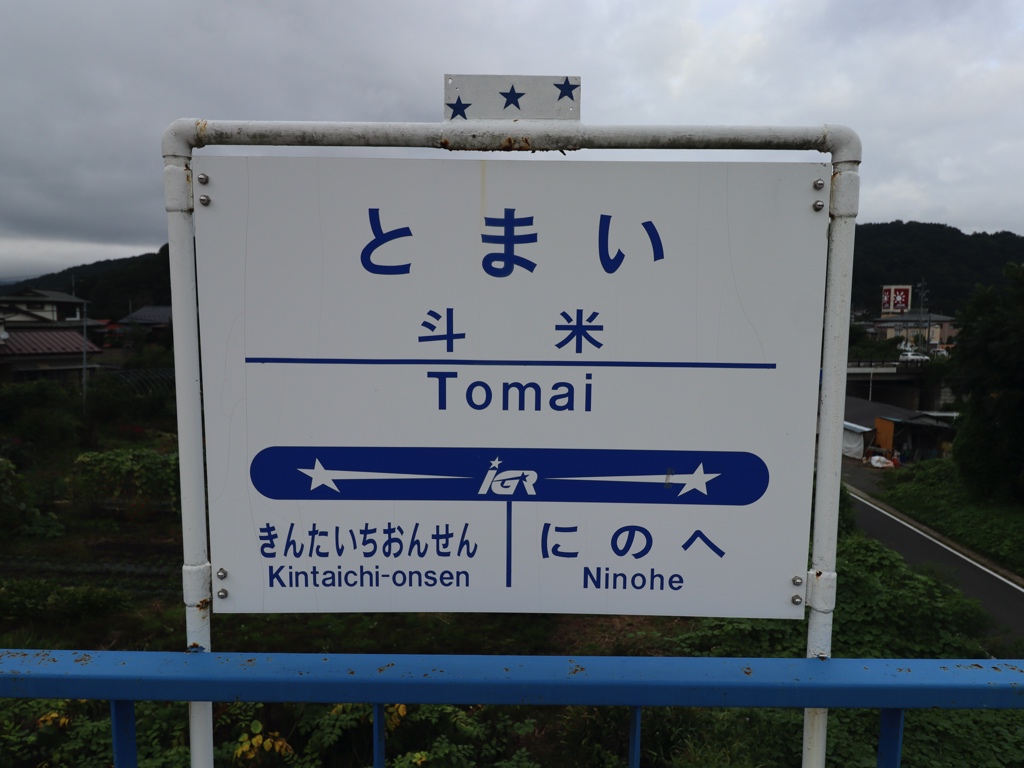 とまい
斗米
Tomai
IGR
きんたいちおんせん
Kintaichi-onsen
にのへ
Ninohe